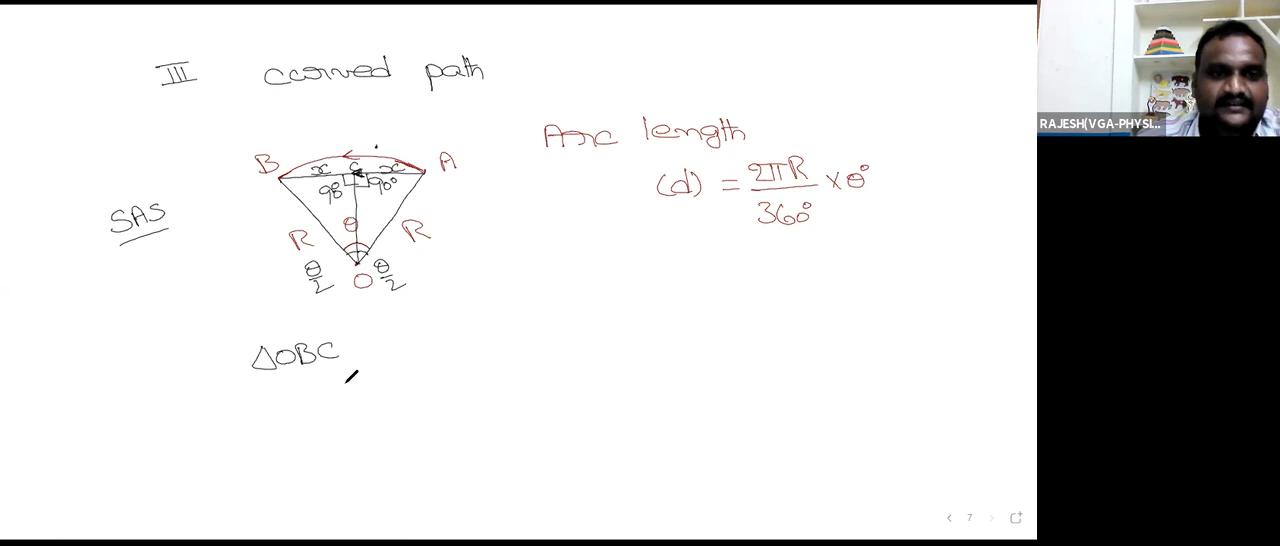 III curved path
Arc length
(d) = 2πR/360° × θ°
B x C x A
90° 90°
SAS
R θ R
θ/2 O θ/2
△OBC
RAJESH(VGA-PHYSI...
7